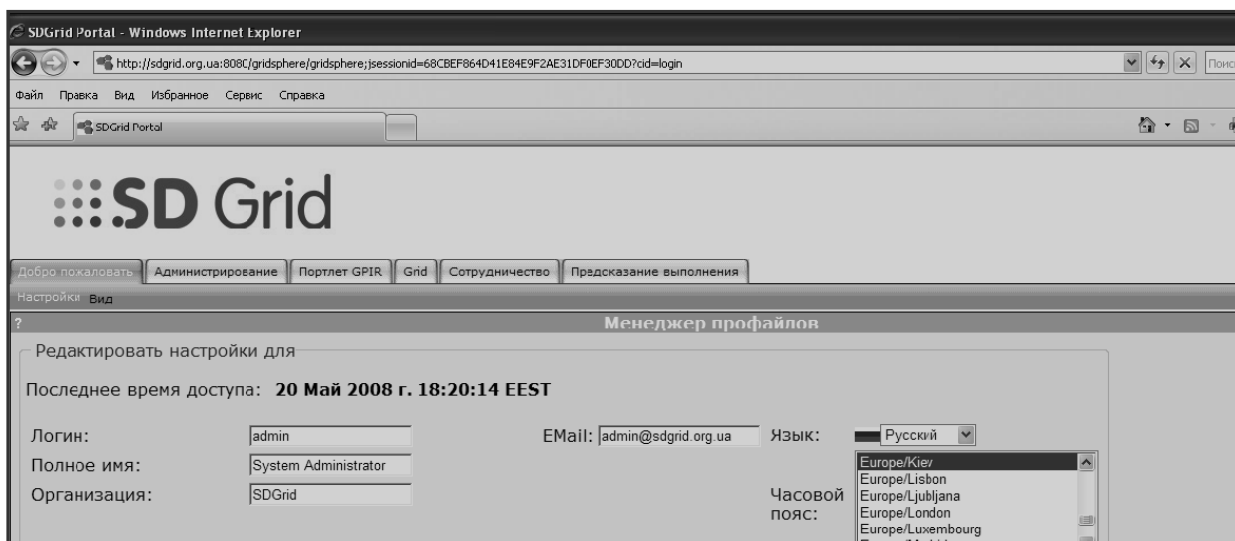 SDGrid Portal - Windows Internet Explorer
http://sdgrid.org.ua:8080/gridsphere/gridsphere;jsessionid=68CBEF864D41E84E9F2AE31DF0EF30DD?cid=login
Файл Правка Вид Избранное Сервис Справка
SDGrid Portal
SD Grid
Добро пожаловать Администрирование Портлет GPIR Grid Сотрудничество Предсказание выполнения
Настройки Вид
? Менеджер профайлов
Редактировать настройки для
Последнее время доступа: 20 Май 2008 г. 18:20:14 EEST
Логин: admin EMail: admin@sdgrid.org.ua Язык: Русский
Полное имя: System Administrator
Организация: SDGrid
Часовой пояс:
Europe/Kiev
Europe/Lisbon
Europe/Ljubljana
Europe/London
Europe/Luxembourg